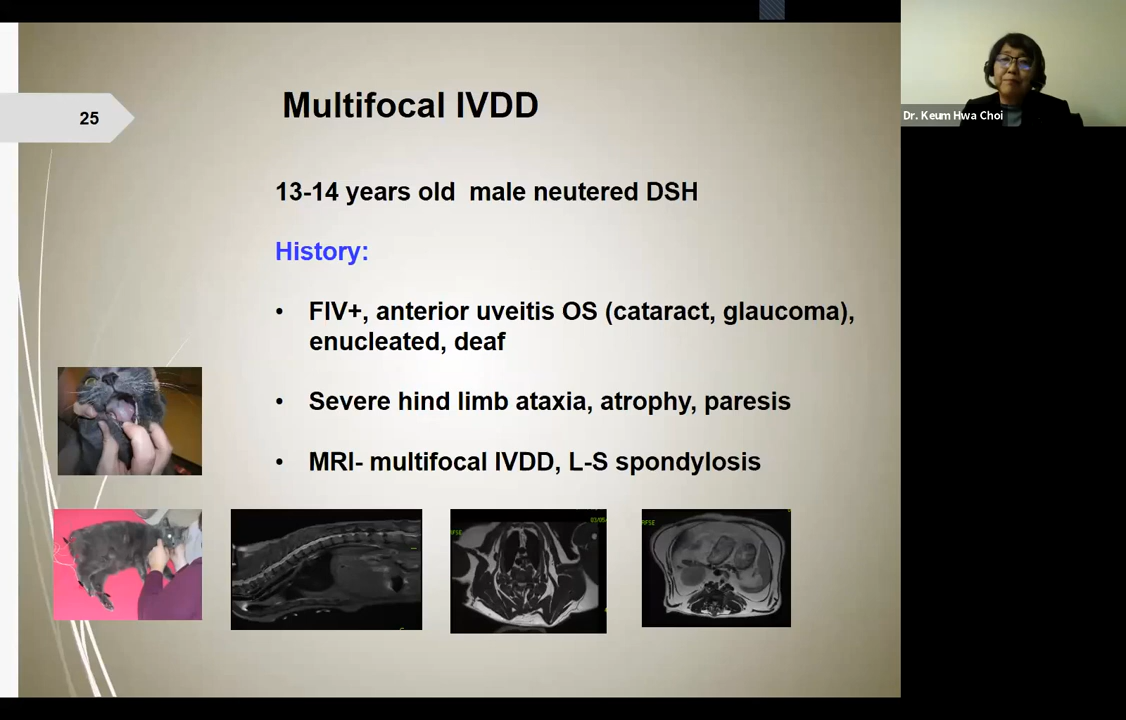 Multifocal IVDD
25
13-14 years old male neutered DSH
History:
• FIV+, anterior uveitis OS (cataract, glaucoma),
enucleated, deaf
• Severe hind limb ataxia, atrophy, paresis
• MRI- multifocal IVDD, L-S spondylosis
Dr. Keum Hwa Choi
RFSE